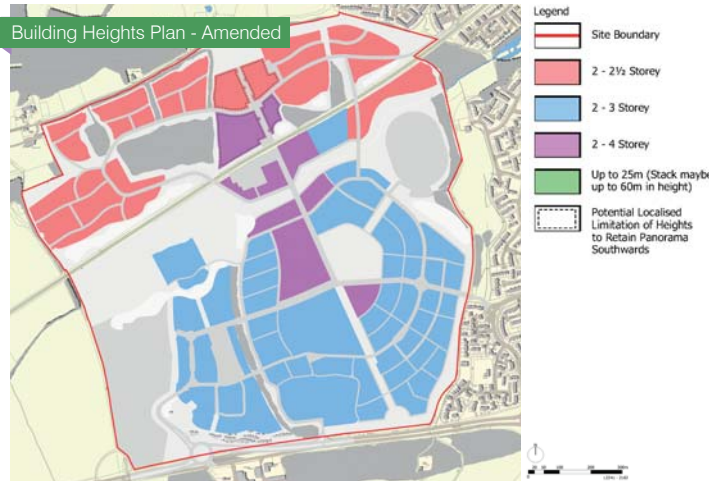 Building Heights Plan - Amended
Legend
Site Boundary
2 - 2½ Storey
2 - 3 Storey
2 - 4 Storey
Up to 25m (Stack maybe
up to 60m in height)
Potential Localised
Limitation of Heights
to Retain Panorama
Southwards